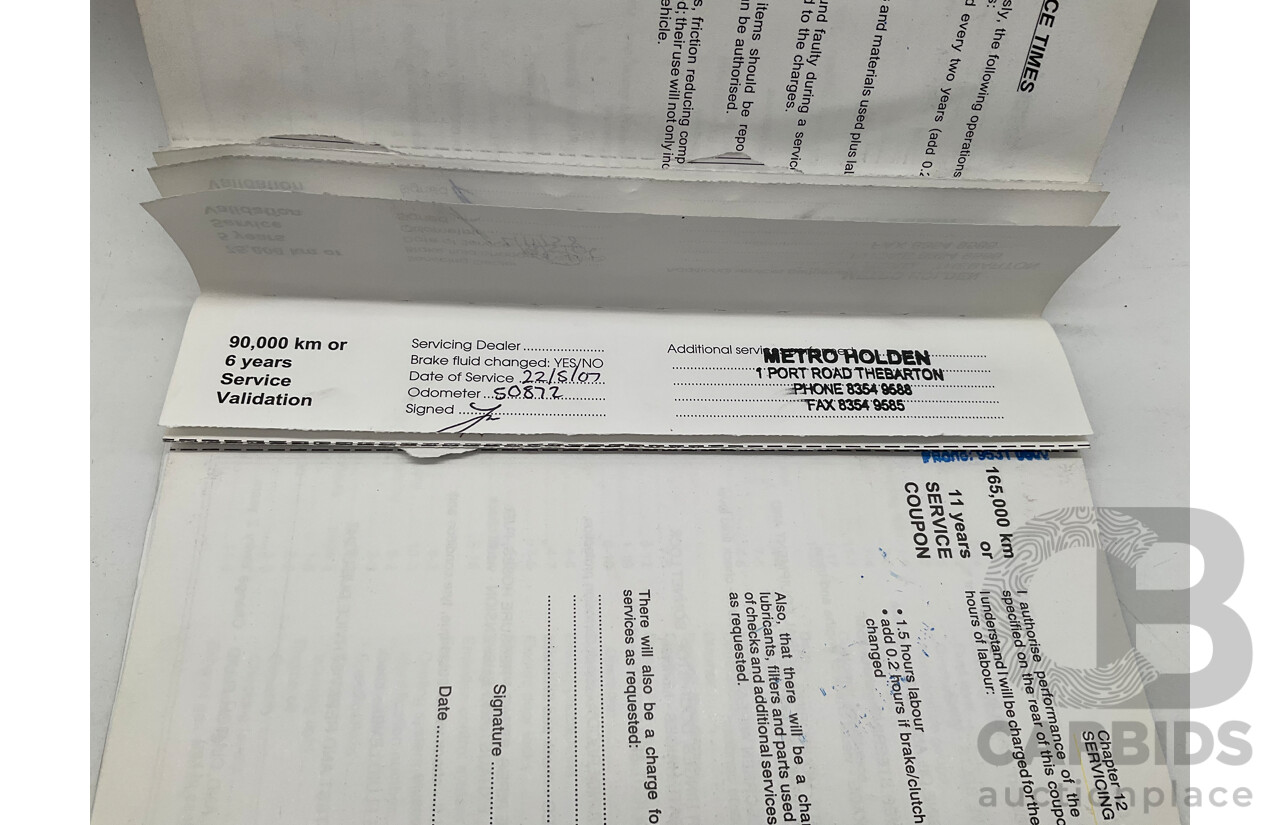 CE TIMES
sly, the following operations
d every two years (add 0.
s and materials used plus lal
und faulty during a servic
d to the charges.
items should be repo
n be authorised.
s, friction reducing comp
d; their use will not only inc
ehicle.
90,000 km or
6 years
Service
Validation
Servicing Dealer
Brake fluid changed: YES/NO
Date of Service 22/5/07
Odometer 50872
Signed
Additional
METRO HOLDEN
1 PORT ROAD THEBARTON
PHONE 8354 9588
FAX 8354 9585
165,000 km
or
11 years
SERVICE
COUPON
Chapter 12
SERVICING
I authorise performance of the
specified on the rear of this coupo
I understand I will be charged for the
hours of labour:
• 1.5 hours labour
• add 0.2 hours if brake/clutch
changed
Also, that there will be a char
lubricants, filters and parts used
of checks and additional services
as requested.
There will also be a charge fo
services as requested:
Signature
Date
CARBIDS
auctionplace